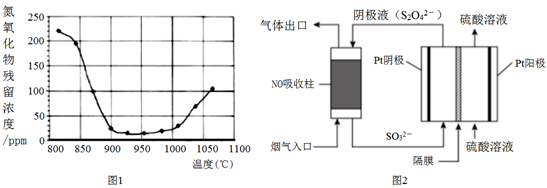 氮氧化物残留浓度/ppm
250
200
150
100
50
0
800
850
900
950
1000
1050
1100
温度(℃)
图1
气体出口
阴极液（S₂O₄²⁻）
硫酸溶液
Pt阴极
Pt阳极
NO吸收柱
烟气入口
SO₃²⁻
隔膜
硫酸溶液
图2